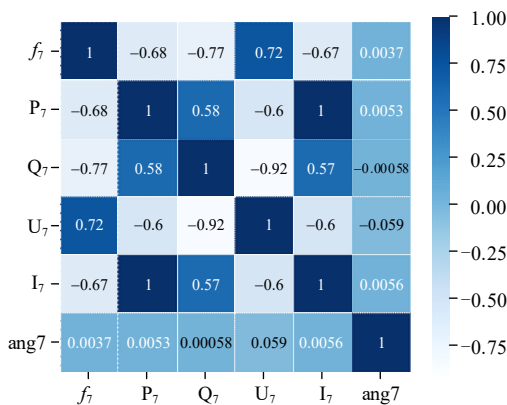 f₇ 1 −0.68 −0.77 0.72 −0.67 0.0037
P₇ −0.68 1 0.58 −0.6 1 0.0053
Q₇ −0.77 0.58 1 −0.92 0.57 −0.00058
U₇ 0.72 −0.6 −0.92 1 −0.6 −0.059
I₇ −0.67 1 0.57 −0.6 1 0.0056
ang7 0.0037 0.0053 0.00058 0.059 0.0056 1
f₇ P₇ Q₇ U₇ I₇ ang7
1.00
0.75
0.50
0.25
0.00
−0.25
−0.50
−0.75